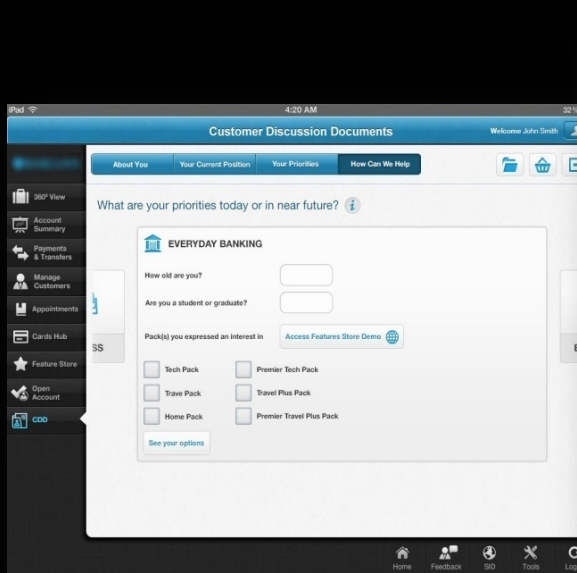 iPad 4:20 AM 32%
Customer Discussion Documents Welcome John Smith
About You Your Current Position Your Priorities How Can We Help
360° View
Account
Summary
Payments
& Transfers
Manage
Customers
Appointments
Cards Hub
Feature Store
Open
Account
CDD
What are your priorities today or in near future? i
EVERYDAY BANKING
How old are you?
Are you a student or graduate?
Pack(s) you expressed an interest in Access Features Store Demo
SS
Tech Pack Premier Tech Pack
Trave Pack Travel Plus Pack
Home Pack Premier Travel Plus Pack
See your options
Home Feedback SID Tools Log